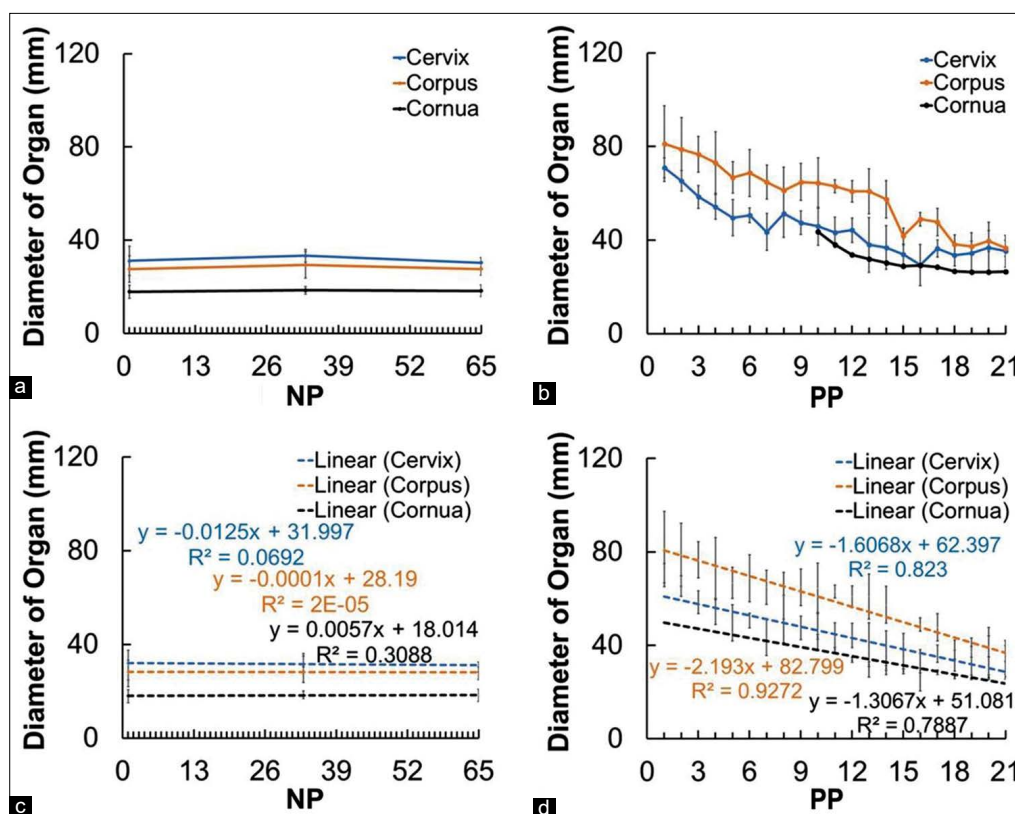 Diameter of Organ (mm)
120
80
40
0
Cervix
Corpus
Cornua
0 13 26 39 52 65
NP
a
Diameter of Organ (mm)
120
80
40
0
Cervix
Corpus
Cornua
0 3 6 9 12 15 18 21
PP
b
Diameter of Organ (mm)
120
80
40
0
Linear (Cervix)
Linear (Corpus)
Linear (Cornua)
y = -0.0125x + 31.997
R² = 0.0692
y = -0.0001x + 28.19
R² = 2E-05
y = 0.0057x + 18.014
R² = 0.3088
0 13 26 39 52 65
NP
c
Diameter of Organ (mm)
120
80
40
0
Linear (Cervix)
Linear (Corpus)
Linear (Cornua)
y = -1.6068x + 62.397
R² = 0.823
y = -2.193x + 82.799
R² = 0.9272
y = -1.3067x + 51.081
R² = 0.7887
0 3 6 9 12 15 18 21
PP
d